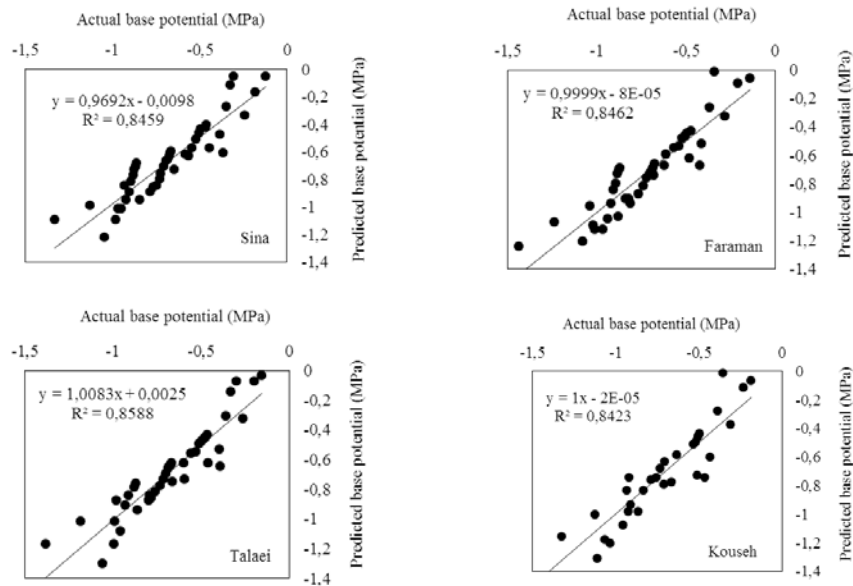 Actual base potential (MPa)
-1,5 -1 -0,5 0
0
-0,2
-0,4
-0,6
-0,8
-1
-1,2
-1,4
Predicted base potential (MPa)
y = 0,9692x - 0,0098
R² = 0,8459
Sina
Actual base potential (MPa)
-1,5 -1 -0,5 0
0
-0,2
-0,4
-0,6
-0,8
-1
-1,2
-1,4
Predicted base potential (MPa)
y = 0,9999x - 8E-05
R² = 0,8462
Faraman
Actual base potential (MPa)
-1,5 -1 -0,5 0
0
-0,2
-0,4
-0,6
-0,8
-1
-1,2
-1,4
Predicted base potential (MPa)
y = 1,0083x + 0,0025
R² = 0,8588
Talaei
Actual base potential (MPa)
-1,5 -1 -0,5 0
0
-0,2
-0,4
-0,6
-0,8
-1
-1,2
-1,4
Predicted base potential (MPa)
y = 1x - 2E-05
R² = 0,8423
Kouseh